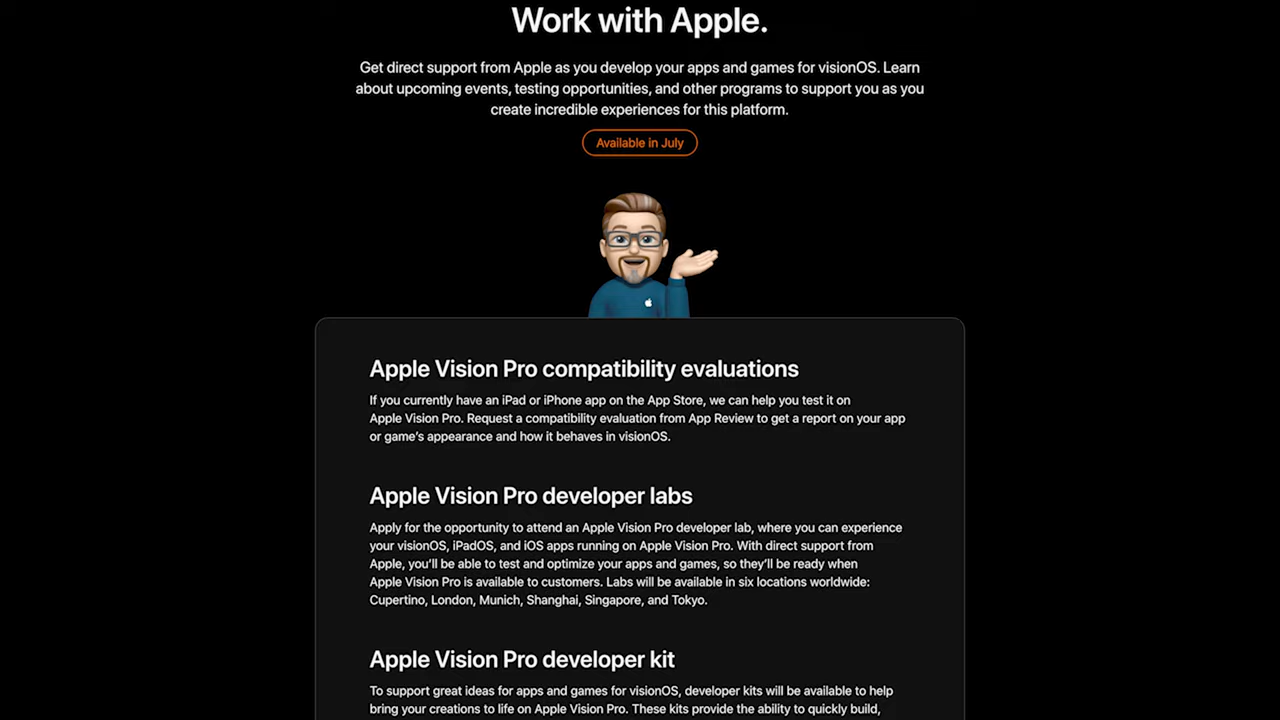 Work with Apple.
Get direct support from Apple as you develop your apps and games for visionOS. Learn
about upcoming events, testing opportunities, and other programs to support you as you
create incredible experiences for this platform.
Available in July
Apple Vision Pro compatibility evaluations
If you currently have an iPad or iPhone app on the App Store, we can help you test it on
Apple Vision Pro. Request a compatibility evaluation from App Review to get a report on your app
or game’s appearance and how it behaves in visionOS.
Apple Vision Pro developer labs
Apply for the opportunity to attend an Apple Vision Pro developer lab, where you can experience
your visionOS, iPadOS, and iOS apps running on Apple Vision Pro. With direct support from
Apple, you’ll be able to test and optimize your apps and games, so they’ll be ready when
Apple Vision Pro is available to customers. Labs will be available in six locations worldwide:
Cupertino, London, Munich, Shanghai, Singapore, and Tokyo.
Apple Vision Pro developer kit
To support great ideas for apps and games for visionOS, developer kits will be available to help
bring your creations to life on Apple Vision Pro. These kits provide the ability to quickly build,